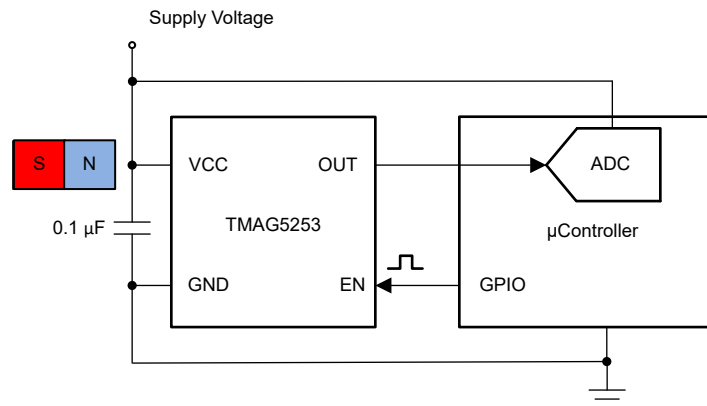 Supply Voltage
S
N
VCC
OUT
ADC
0.1 µF
TMAG5253
µController
GND
EN
GPIO